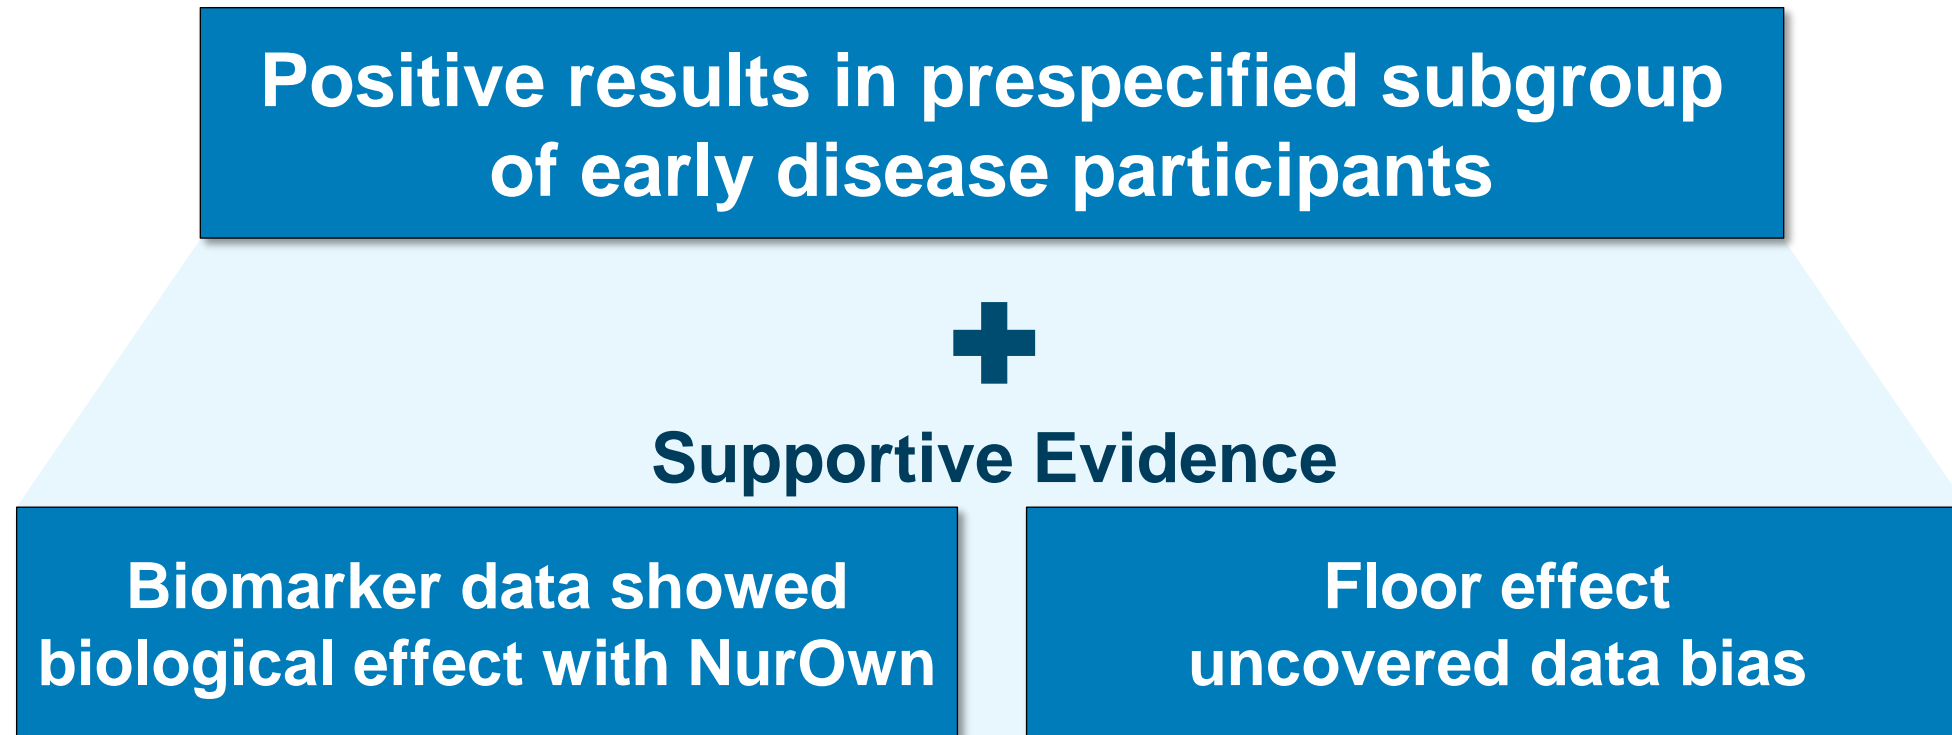 Positive results in prespecified subgroup
of early disease participants
Supportive Evidence
Biomarker data showed
biological effect with NurOwn
Floor effect
uncovered data bias